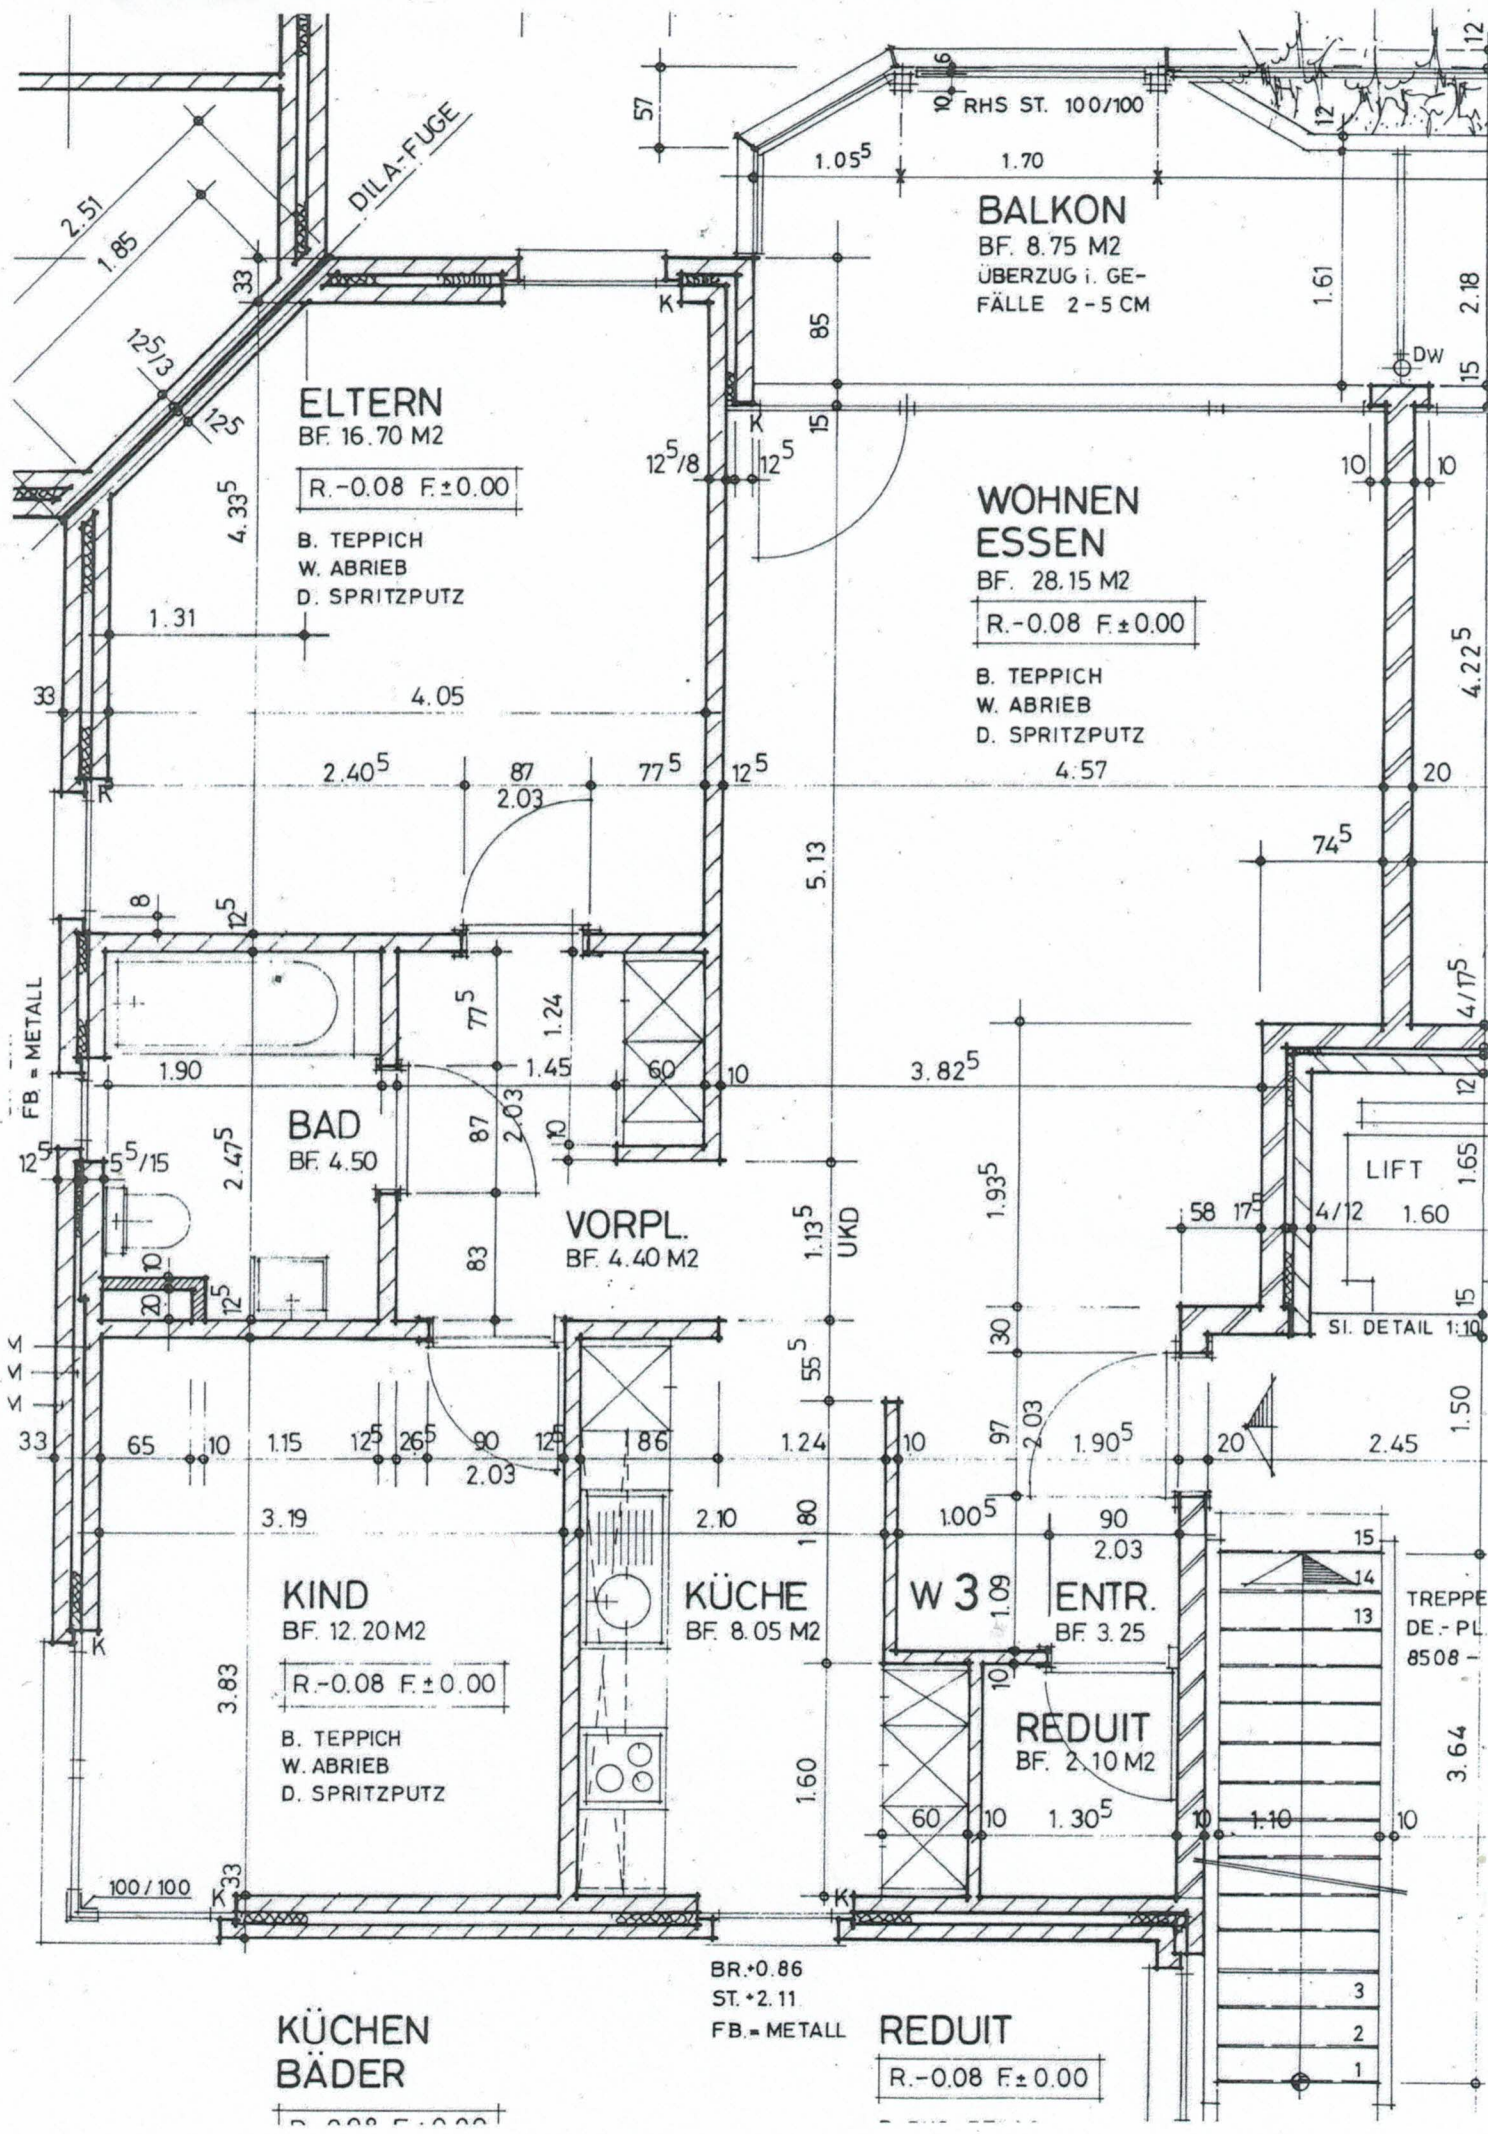 DILA-FUGE
2.51
1.85
33
12⁵/3
12⁵
57
6
10
RHS ST. 100/100
12
12
1.05⁵
1.70
BALKON
BF. 8.75 M2
ÜBERZUG i. GE-
FÄLLE 2-5 CM
85
1.61
2.18
K
DW
15
15
ELTERN
BF. 16.70 M2
R.-0.08 F.±0.00
B. TEPPICH
W. ABRIEB
D. SPRITZPUTZ
4.33⁵
K
12⁵/8
12⁵
10
10
WOHNEN
ESSEN
BF. 28.15 M2
R.-0.08 F.±0.00
B. TEPPICH
W. ABRIEB
D. SPRITZPUTZ
4.22⁵
1.31
33
4.05
2.40⁵
87
2.03
77⁵
12⁵
4.57
20
K
5.13
74⁵
8
12⁵
FB. = METALL
77⁵
1.24
4/17⁵
1.90
1.45
60
10
3.82⁵
12
BAD
BF. 4.50
2.47⁵
87
2.03
10
12⁵
5⁵/15
1.93⁵
LIFT
1.65
VORPL.
BF. 4.40 M2
83
1.13⁵
UKD
58
17⁵
4/12
1.60
10
20
12⁵
30
15
SI. DETAIL 1:10
55⁵
33
65
10
1.15
12⁵
26⁵
90
2.03
12⁵
86
1.24
10
97
2.03
1.90⁵
20
2.45
1.50
3.19
2.10
1.80
1.00⁵
90
2.03
15
14
13
KIND
BF. 12.20 M2
R.-0.08 F.±0.00
B. TEPPICH
W. ABRIEB
D. SPRITZPUTZ
K
3.83
KÜCHE
BF. 8.05 M2
W 3
1.09
ENTR.
BF. 3.25
TREPPE
DE.-PL.
8508 -
10
REDUIT
BF. 2.10 M2
1.60
3.64
60
10
1.30⁵
10
1.10
10
100/100
K
33
K
BR.+0.86
ST.+2.11
FB.=METALL
3
2
1
KÜCHEN
BÄDER
REDUIT
R.-0.08 F.±0.00